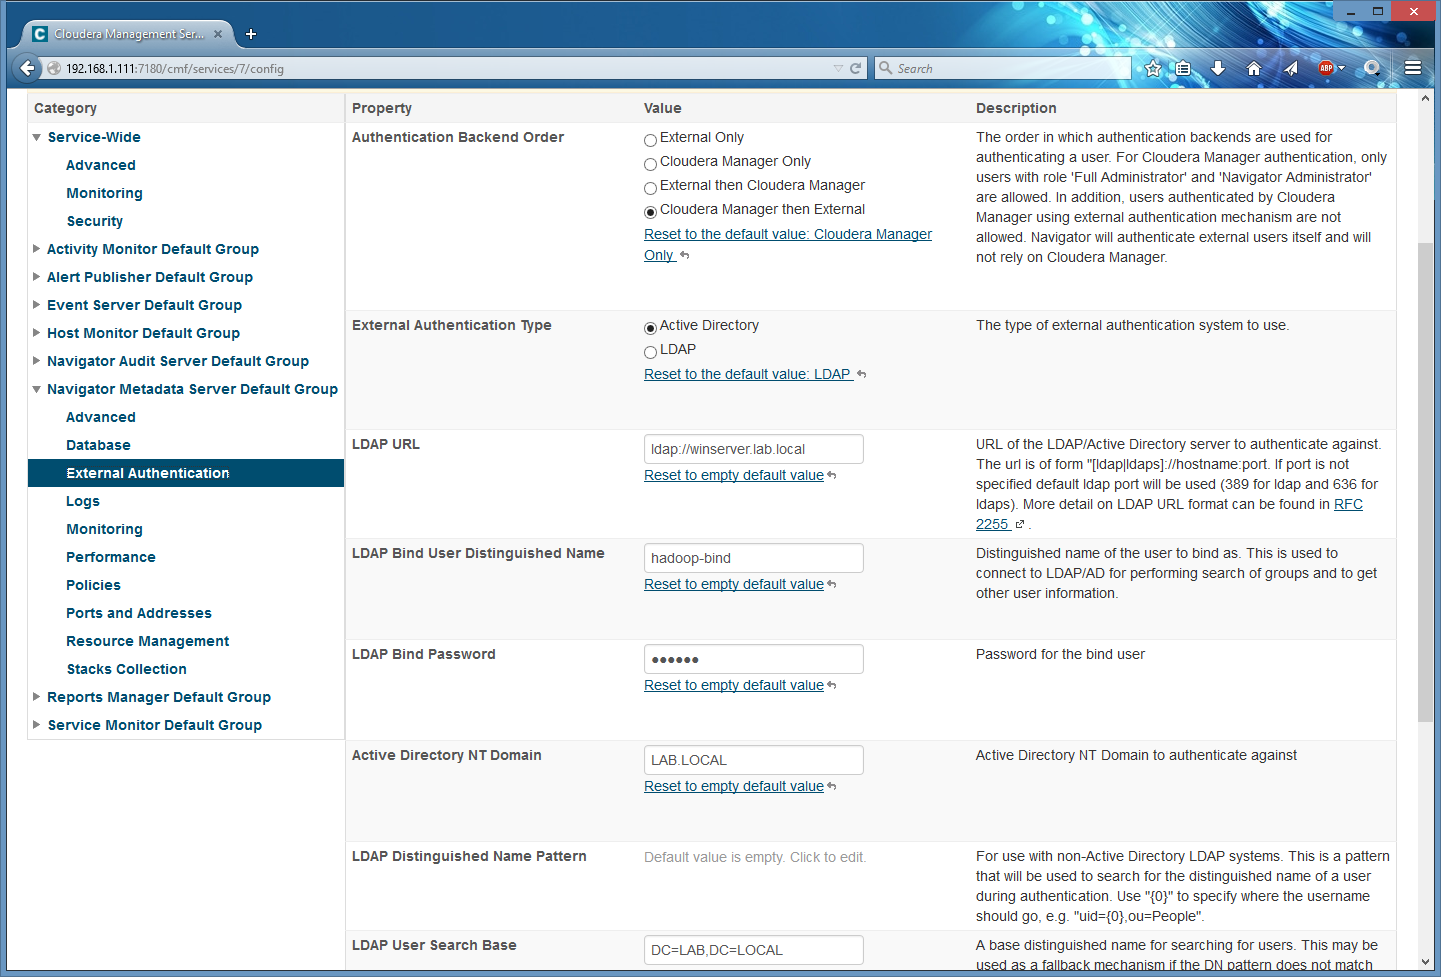 Cloudera Management Ser...
192.168.1.111:7180/cmf/services/7/config
Search
ABP
Category
Service-Wide
Advanced
Monitoring
Security
Activity Monitor Default Group
Alert Publisher Default Group
Event Server Default Group
Host Monitor Default Group
Navigator Audit Server Default Group
Navigator Metadata Server Default Group
Advanced
Database
External Authentication
Logs
Monitoring
Performance
Policies
Ports and Addresses
Resource Management
Stacks Collection
Reports Manager Default Group
Service Monitor Default Group
Property Value Description
Authentication Backend Order
External Only
Cloudera Manager Only
External then Cloudera Manager
Cloudera Manager then External
Reset to the default value: Cloudera Manager
Only
The order in which authentication backends are used for
authenticating a user. For Cloudera Manager authentication, only
users with role 'Full Administrator' and 'Navigator Administrator'
are allowed. In addition, users authenticated by Cloudera
Manager using external authentication mechanism are not
allowed. Navigator will authenticate external users itself and will
not rely on Cloudera Manager.
External Authentication Type
Active Directory
LDAP
Reset to the default value: LDAP
The type of external authentication system to use.
LDAP URL
ldap://winserver.lab.local
Reset to empty default value
URL of the LDAP/Active Directory server to authenticate against.
The url is of form "[ldap|ldaps]://hostname:port. If port is not
specified default ldap port will be used (389 for ldap and 636 for
ldaps). More detail on LDAP URL format can be found in RFC
2255 .
LDAP Bind User Distinguished Name
hadoop-bind
Reset to empty default value
Distinguished name of the user to bind as. This is used to
connect to LDAP/AD for performing search of groups and to get
other user information.
LDAP Bind Password
••••••
Reset to empty default value
Password for the bind user
Active Directory NT Domain
LAB.LOCAL
Reset to empty default value
Active Directory NT Domain to authenticate against
LDAP Distinguished Name Pattern
Default value is empty. Click to edit.
For use with non-Active Directory LDAP systems. This is a pattern
that will be used to search for the distinguished name of a user
during authentication. Use "{0}" to specify where the username
should go, e.g. "uid={0},ou=People".
LDAP User Search Base
DC=LAB,DC=LOCAL
A base distinguished name for searching for users. This may be
used as a fallback mechanism if the DN pattern does not match